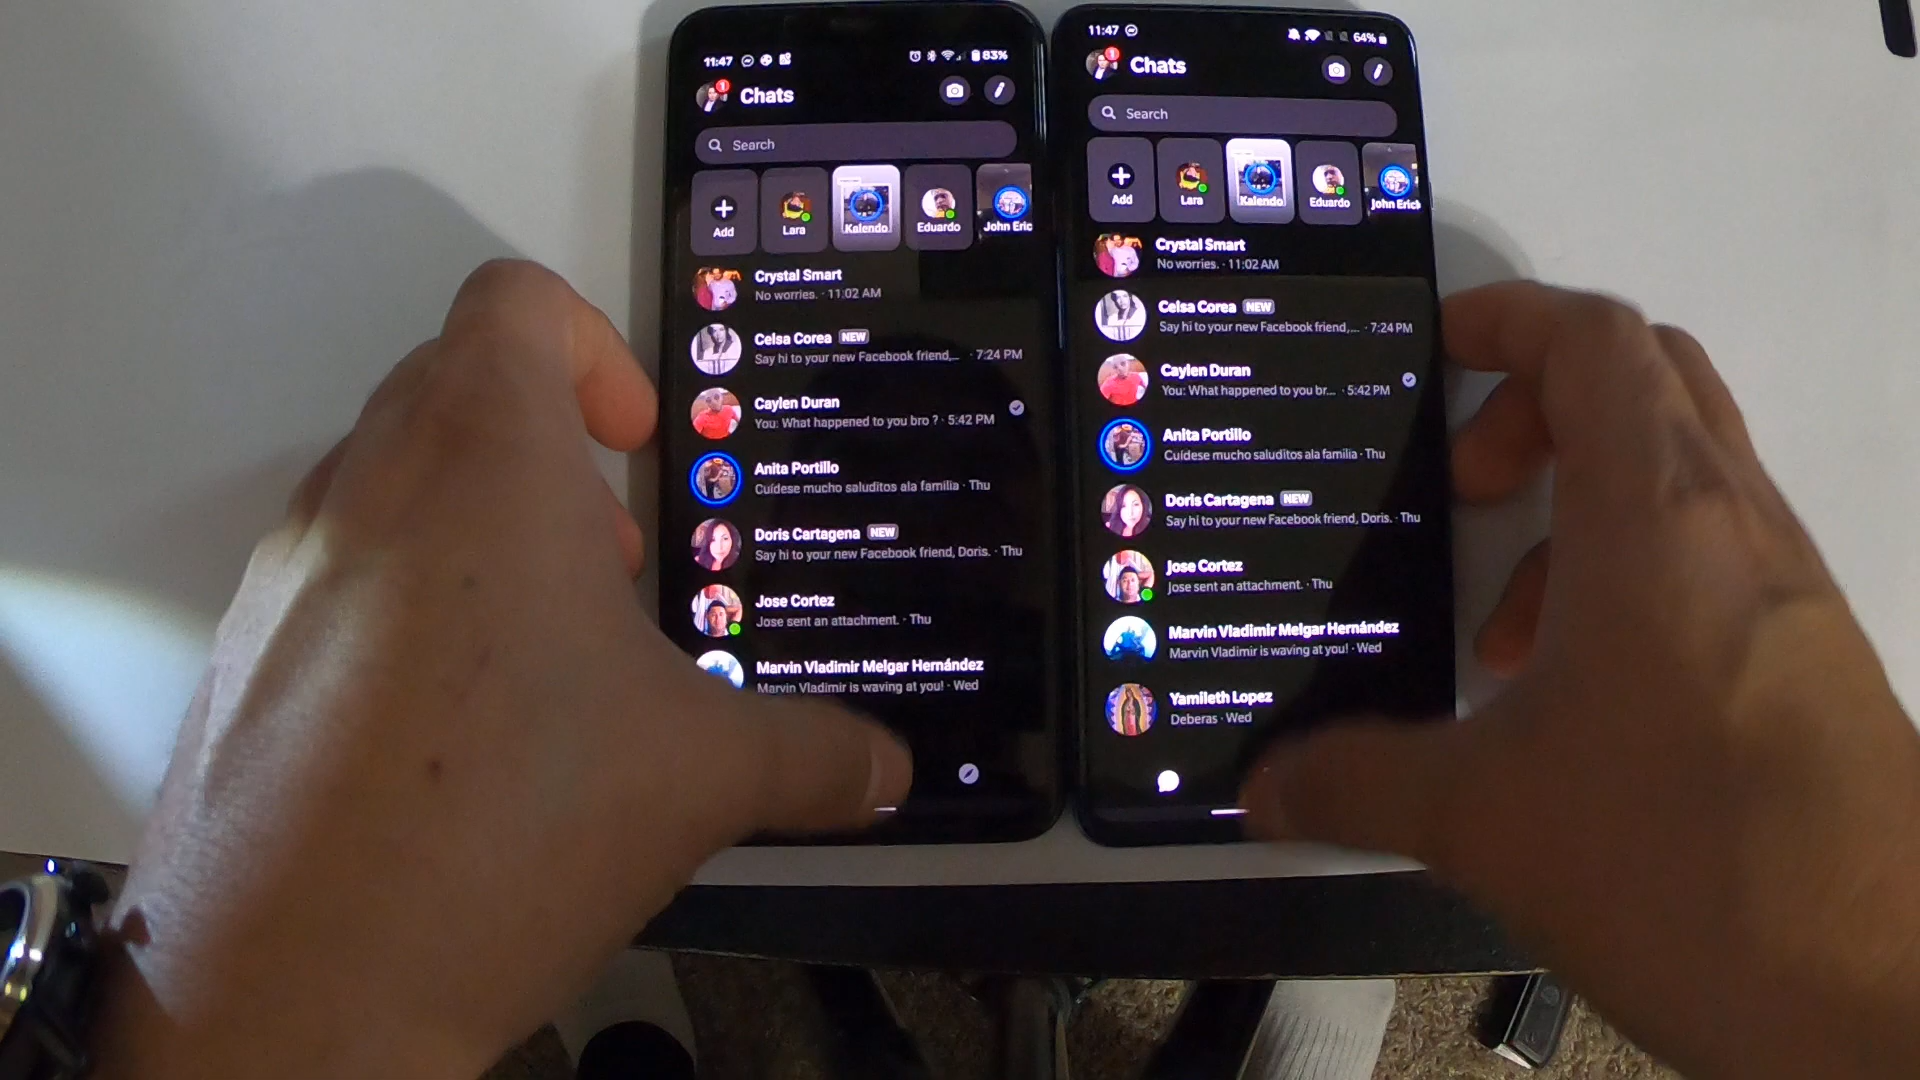 11:47
83%
Chats
1
Search
Add
Lara
Kalendo
Eduardo
John Eric
Crystal Smart
No worries. · 11:02 AM
Celsa Corea NEW
Say hi to your new Facebook friend,... · 7:24 PM
Caylen Duran
You: What happened to you bro ? · 5:42 PM
Anita Portillo
Cuídese mucho saluditos ala familia · Thu
Doris Cartagena NEW
Say hi to your new Facebook friend, Doris. · Thu
Jose Cortez
Jose sent an attachment. · Thu
Marvin Vladimir Melgar Hernández
Marvin Vladimir is waving at you! · Wed
11:47
64%
1
Chats
Search
Add
Lara
Kalendo
Eduardo
John Erick
Crystal Smart
No worries. · 11:02 AM
Celsa Corea NEW
Say hi to your new Facebook friend,... · 7:24 PM
Caylen Duran
You: What happened to you br... · 5:42 PM
Anita Portillo
Cuídese mucho saluditos ala familia · Thu
Doris Cartagena NEW
Say hi to your new Facebook friend, Doris. · Thu
Jose Cortez
Jose sent an attachment. · Thu
Marvin Vladimir Melgar Hernández
Marvin Vladimir is waving at you! · Wed
Yamileth Lopez
Deberas · Wed